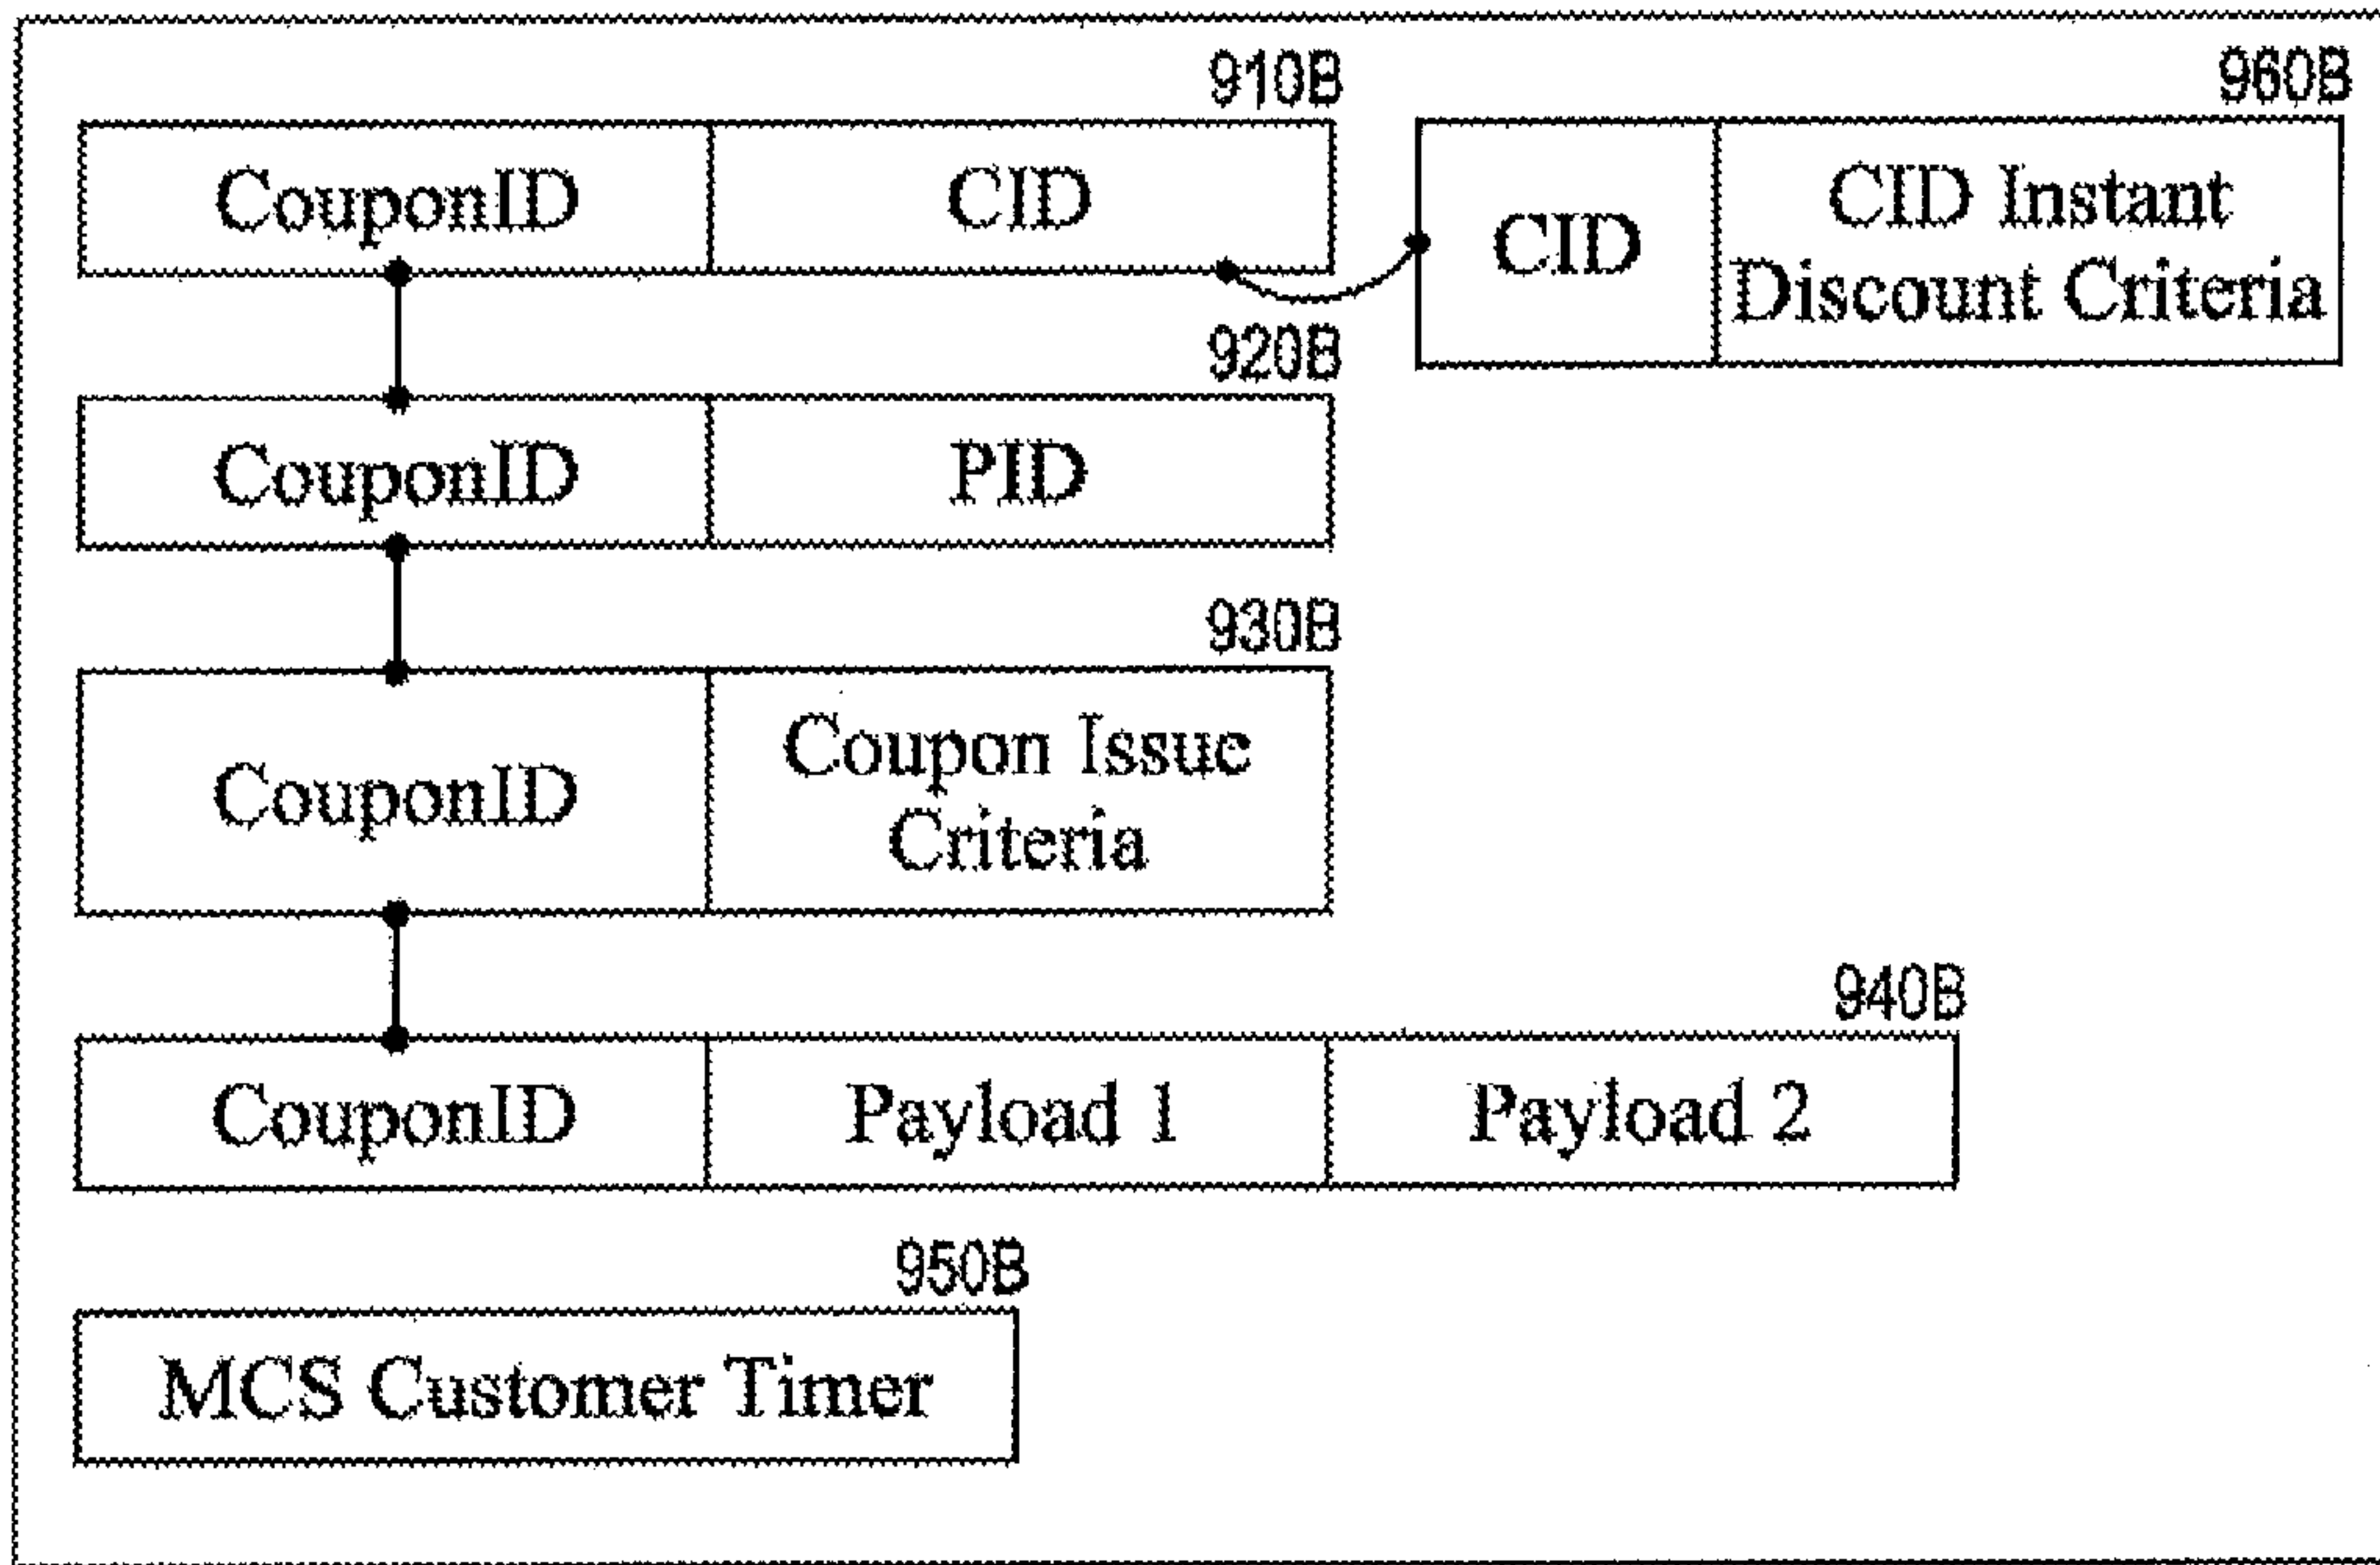 910B
960B
CouponID
CID
CID
CID Instant
Discount Criteria
920B
CouponID
PID
930B
CouponID
Coupon Issue
Criteria
940B
CouponID
Payload 1
Payload 2
950B
MCS Customer Timer